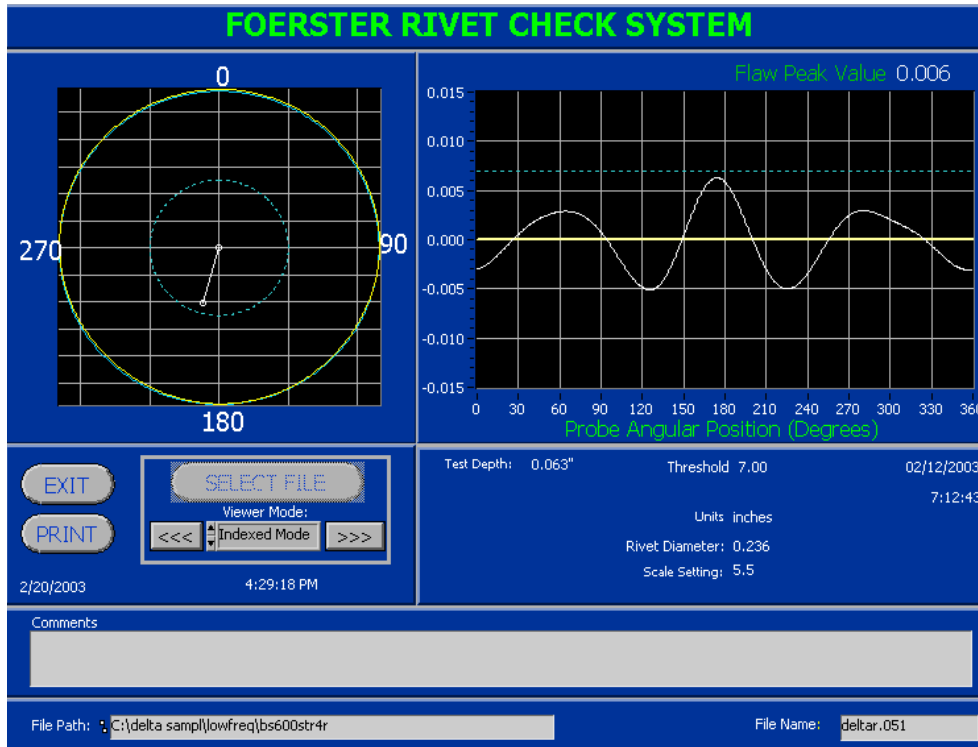 FOERSTER RIVET CHECK SYSTEM
0
270
90
180
Flaw Peak Value 0.006
0.015
0.010
0.005
0.000
-0.005
-0.010
-0.015
0 30 60 90 120 150 180 210 240 270 300 330 360
Probe Angular Position (Degrees)
EXIT
PRINT
SELECT FILE
Viewer Mode:
<<< Indexed Mode >>>
2/20/2003 4:29:18 PM
Test Depth: 0.063" Threshold 7.00 02/12/2003
7:12:43
Units inches
Rivet Diameter: 0.236
Scale Setting: 5.5
Comments
File Path: C:\delta sampl\lowfreq\bs600str4r File Name: deltar.051